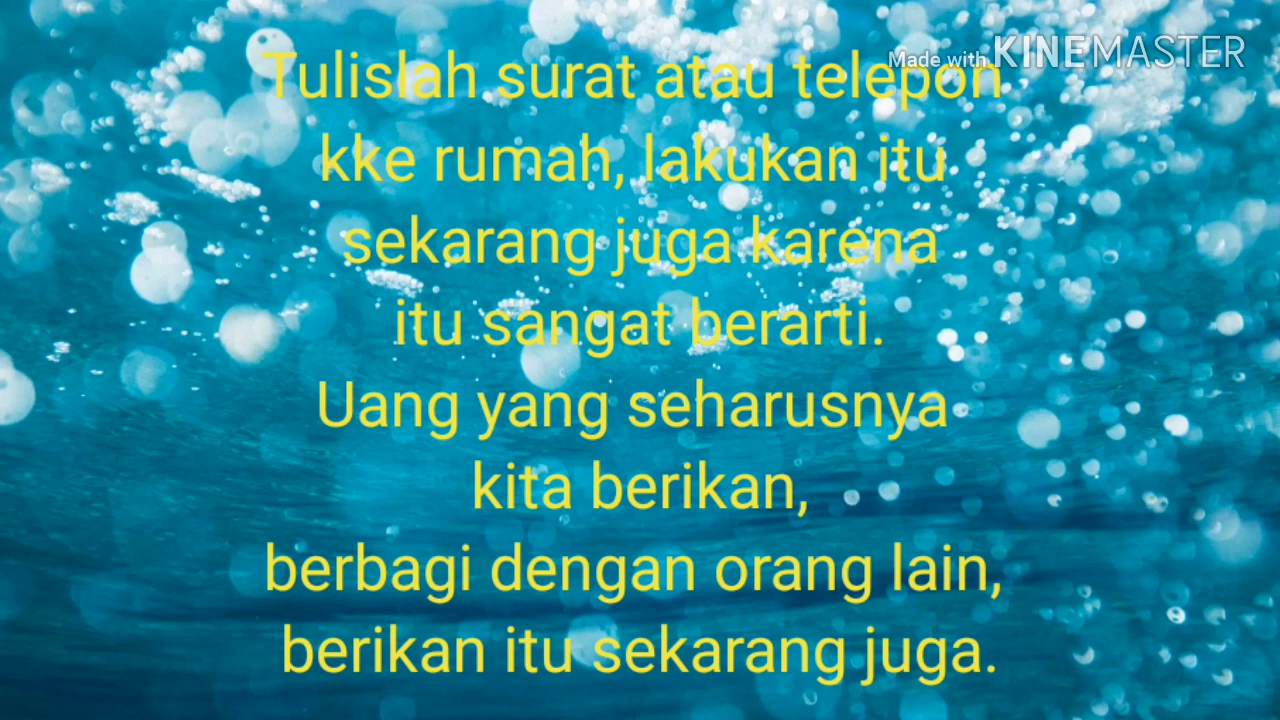 Made with KINEMASTER
Tulislah surat atau telepon
kke rumah, lakukan itu
sekarang juga karena
itu sangat berarti.
Uang yang seharusnya
kita berikan,
berbagi dengan orang lain,
berikan itu sekarang juga.